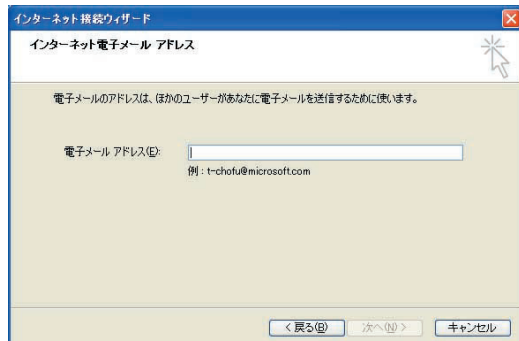 インターネット接続ウィザード
インターネット電子メール アドレス
電子メールのアドレスは、ほかのユーザーがあなたに電子メールを送信するために使います。
電子メール アドレス(E):
例 : t-chofu@microsoft.com
< 戻る(B) 次へ(N) > キャンセル